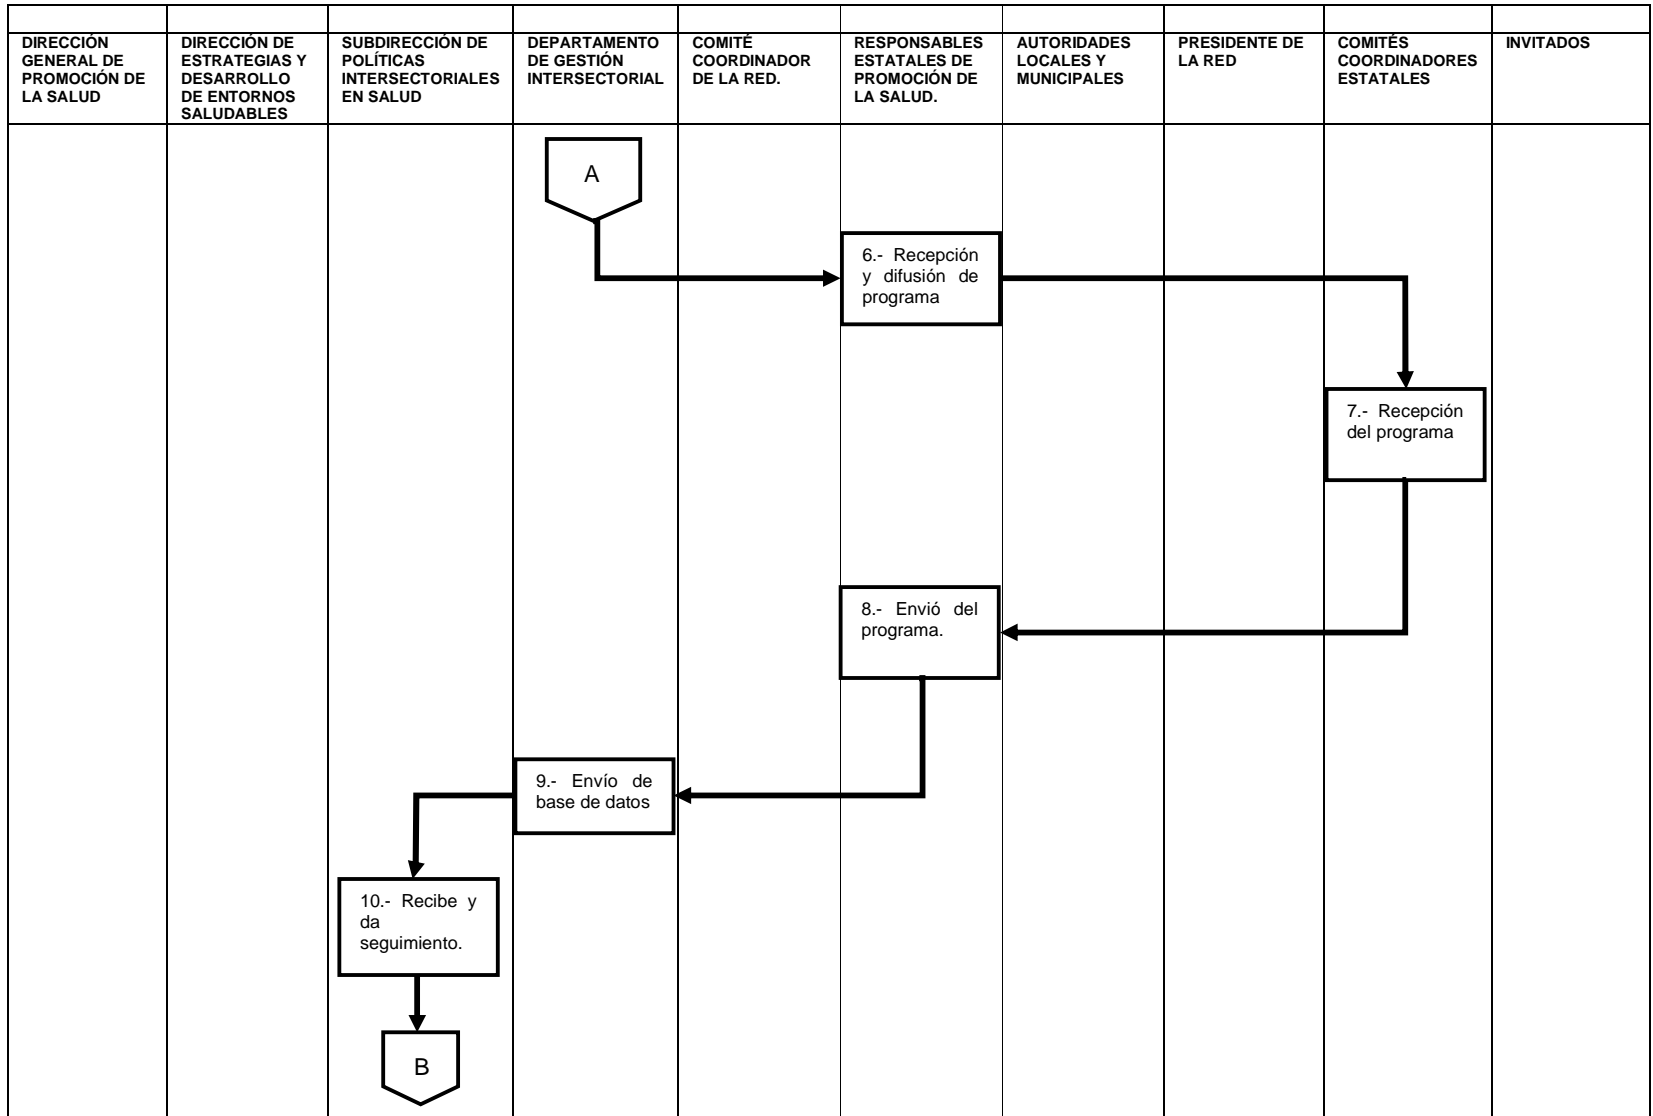 DIRECCIÓN
GENERAL DE
PROMOCIÓN DE
LA SALUD
DIRECCIÓN DE
ESTRATEGIAS Y
DESARROLLO
DE ENTORNOS
SALUDABLES
SUBDIRECCIÓN DE
POLÍTICAS
INTERSECTORIALES
EN SALUD
DEPARTAMENTO
DE GESTIÓN
INTERSECTORIAL
COMITÉ
COORDINADOR
DE LA RED.
RESPONSABLES
ESTATALES DE
PROMOCIÓN DE
LA SALUD.
AUTORIDADES
LOCALES Y
MUNICIPALES
PRESIDENTE DE
LA RED
COMITÉS
COORDINADORES
ESTATALES
INVITADOS
A
6.- Recepción
y difusión de
programa
7.- Recepción
del programa
8.- Envió del
programa.
9.- Envío de
base de datos
10.- Recibe y
da
seguimiento.
B